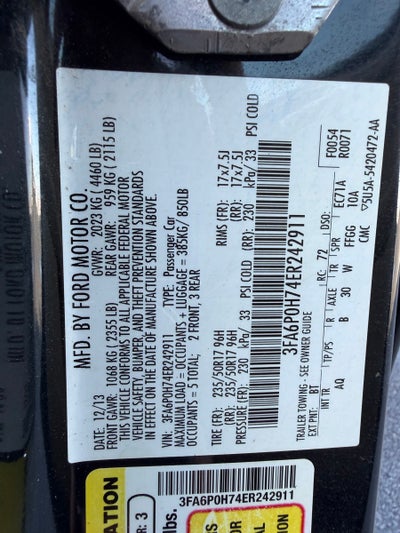 MFD. BY FORD MOTOR CO.
12/13 GVWR: 2023 KG ( 4460 LB)
FRONT GAWR: 1068 KG ( 2355 LB) REAR GAWR: 959 KG ( 2115 LB)
THIS VEHICLE CONFORMS TO ALL APPLICABLE FEDERAL MOTOR
VEHICLE SAFETY, BUMPER, AND THEFT PREVENTION STANDARDS
IN EFFECT ON THE DATE OF MANUFACTURE SHOWN ABOVE.
VIN: 3FA6P0H74ER242911 Passenger Car
MAXIMUM LOAD = OCCUPANTS + LUGGAGE = 385KG/ 850LB
OCCUPANTS = 5 TOTAL, 2 FRONT, 3 REAR
TIRE (FR): 235/50R17 96H RIMS (FR): 17x7.5J
(RR): 235/50R17 96H (RR): 17x7.5J
PRESSURE (FR): 230 kPa/ 33 PSI COLD (RR): 230 kPa/ 33 PSI COLD
3FA6P0H74ER242911
TRAILER TOWING - SEE OWNER GUIDE F0054
EXT PNT: BT RC: 72 DSO: R0071
INT TR TP/PS R AXLE TR EC71A
AQ B 30 W FFGG 10A
CMC ▽5U5A-5420472-AA
3FA6P0H74ER242911
ATION
R: 3
lbs.